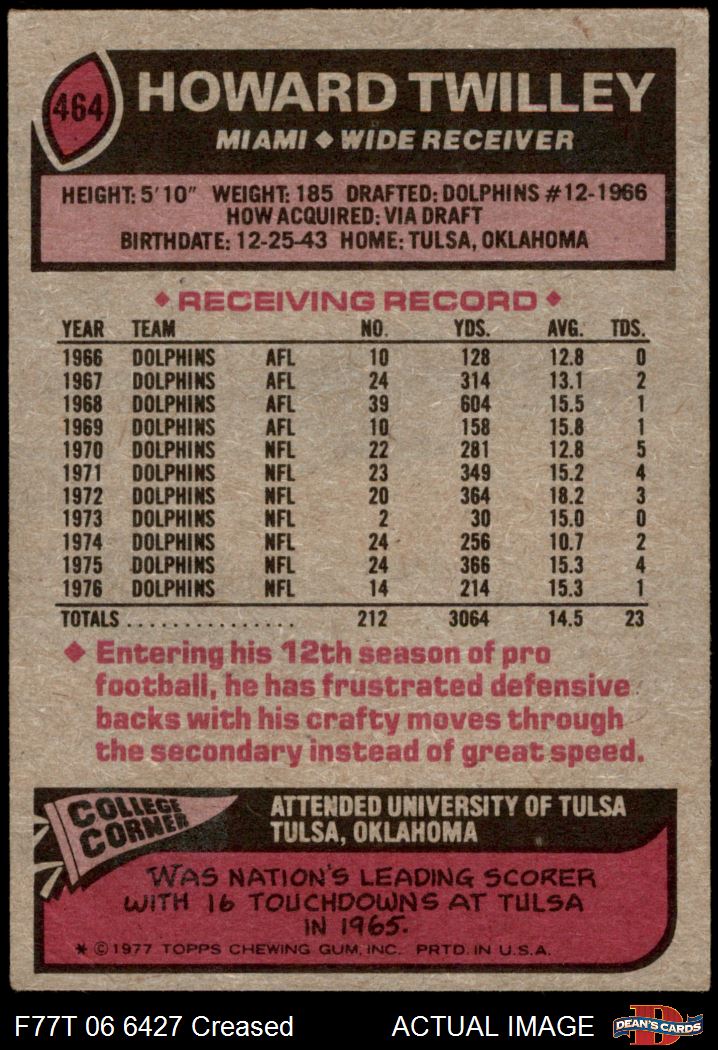 464
HOWARD TWILLEY
MIAMI ◆ WIDE RECEIVER
HEIGHT: 5'10" WEIGHT: 185 DRAFTED: DOLPHINS #12-1966
HOW ACQUIRED: VIA DRAFT
BIRTHDATE: 12-25-43 HOME: TULSA, OKLAHOMA
◆ RECEIVING RECORD ◆
YEAR TEAM NO. YDS. AVG. TDS.
1966 DOLPHINS AFL 10 128 12.8 0
1967 DOLPHINS AFL 24 314 13.1 2
1968 DOLPHINS AFL 39 604 15.5 1
1969 DOLPHINS AFL 10 158 15.8 1
1970 DOLPHINS NFL 22 281 12.8 5
1971 DOLPHINS NFL 23 349 15.2 4
1972 DOLPHINS NFL 20 364 18.2 3
1973 DOLPHINS NFL 2 30 15.0 0
1974 DOLPHINS NFL 24 256 10.7 2
1975 DOLPHINS NFL 24 366 15.3 4
1976 DOLPHINS NFL 14 214 15.3 1
TOTALS ............... 212 3064 14.5 23
◆ Entering his 12th season of pro
football, he has frustrated defensive
backs with his crafty moves through
the secondary instead of great speed.
COLLEGE
CORNER
ATTENDED UNIVERSITY OF TULSA
TULSA, OKLAHOMA
WAS NATION'S LEADING SCORER
WITH 16 TOUCHDOWNS AT TULSA
IN 1965.
* © 1977 TOPPS CHEWING GUM, INC. PRTD. IN U.S.A.
F77T 06 6427 Creased ACTUAL IMAGE
D
DEAN'S CARDS